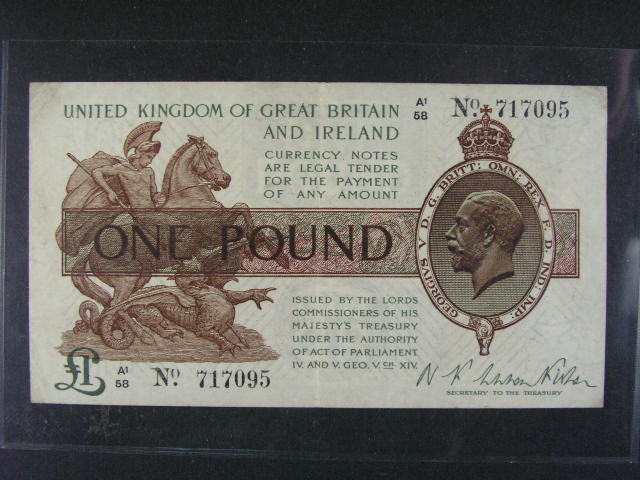 UNITED KINGDOM OF GREAT BRITAIN
AND IRELAND
A1/58 No. 717095
CURRENCY NOTES
ARE LEGAL TENDER
FOR THE PAYMENT
OF ANY AMOUNT
GEORGIVS V D. G. BRITT: OMN: REX F. D. IND: IMP:
ONE POUND
ISSUED BY THE LORDS
COMMISSIONERS OF HIS
MAJESTY'S TREASURY
UNDER THE AUTHORITY
OF ACT OF PARLIAMENT
IV. AND V. GEO. V. CH. XIV.
£1 A1/58 No. 717095
SECRETARY TO THE TREASURY